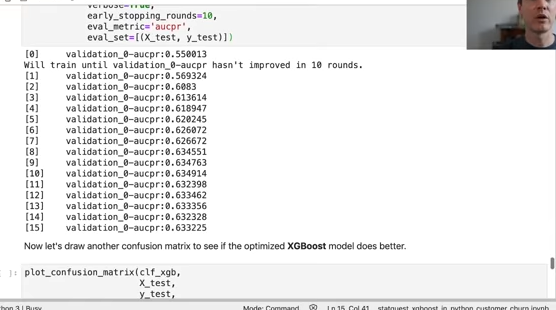 verbose=True,
early_stopping_rounds=10,
eval_metric='aucpr',
eval_set=[(X_test, y_test)])
[0] validation_0-aucpr:0.550013
Will train until validation_0-aucpr hasn't improved in 10 rounds.
[1] validation_0-aucpr:0.569324
[2] validation_0-aucpr:0.6083
[3] validation_0-aucpr:0.613614
[4] validation_0-aucpr:0.618947
[5] validation_0-aucpr:0.620245
[6] validation_0-aucpr:0.626072
[7] validation_0-aucpr:0.626672
[8] validation_0-aucpr:0.634551
[9] validation_0-aucpr:0.634763
[10] validation_0-aucpr:0.634914
[11] validation_0-aucpr:0.632398
[12] validation_0-aucpr:0.633462
[13] validation_0-aucpr:0.633356
[14] validation_0-aucpr:0.632328
[15] validation_0-aucpr:0.633225
Now let's draw another confusion matrix to see if the optimized XGBoost model does better.
]: plot_confusion_matrix(clf_xgb,
X_test,
y_test,
thon 3 | Busy Mode: Command Ln 15, Col 41 statquest_xgboost_in_python_customer_churn.ipynb